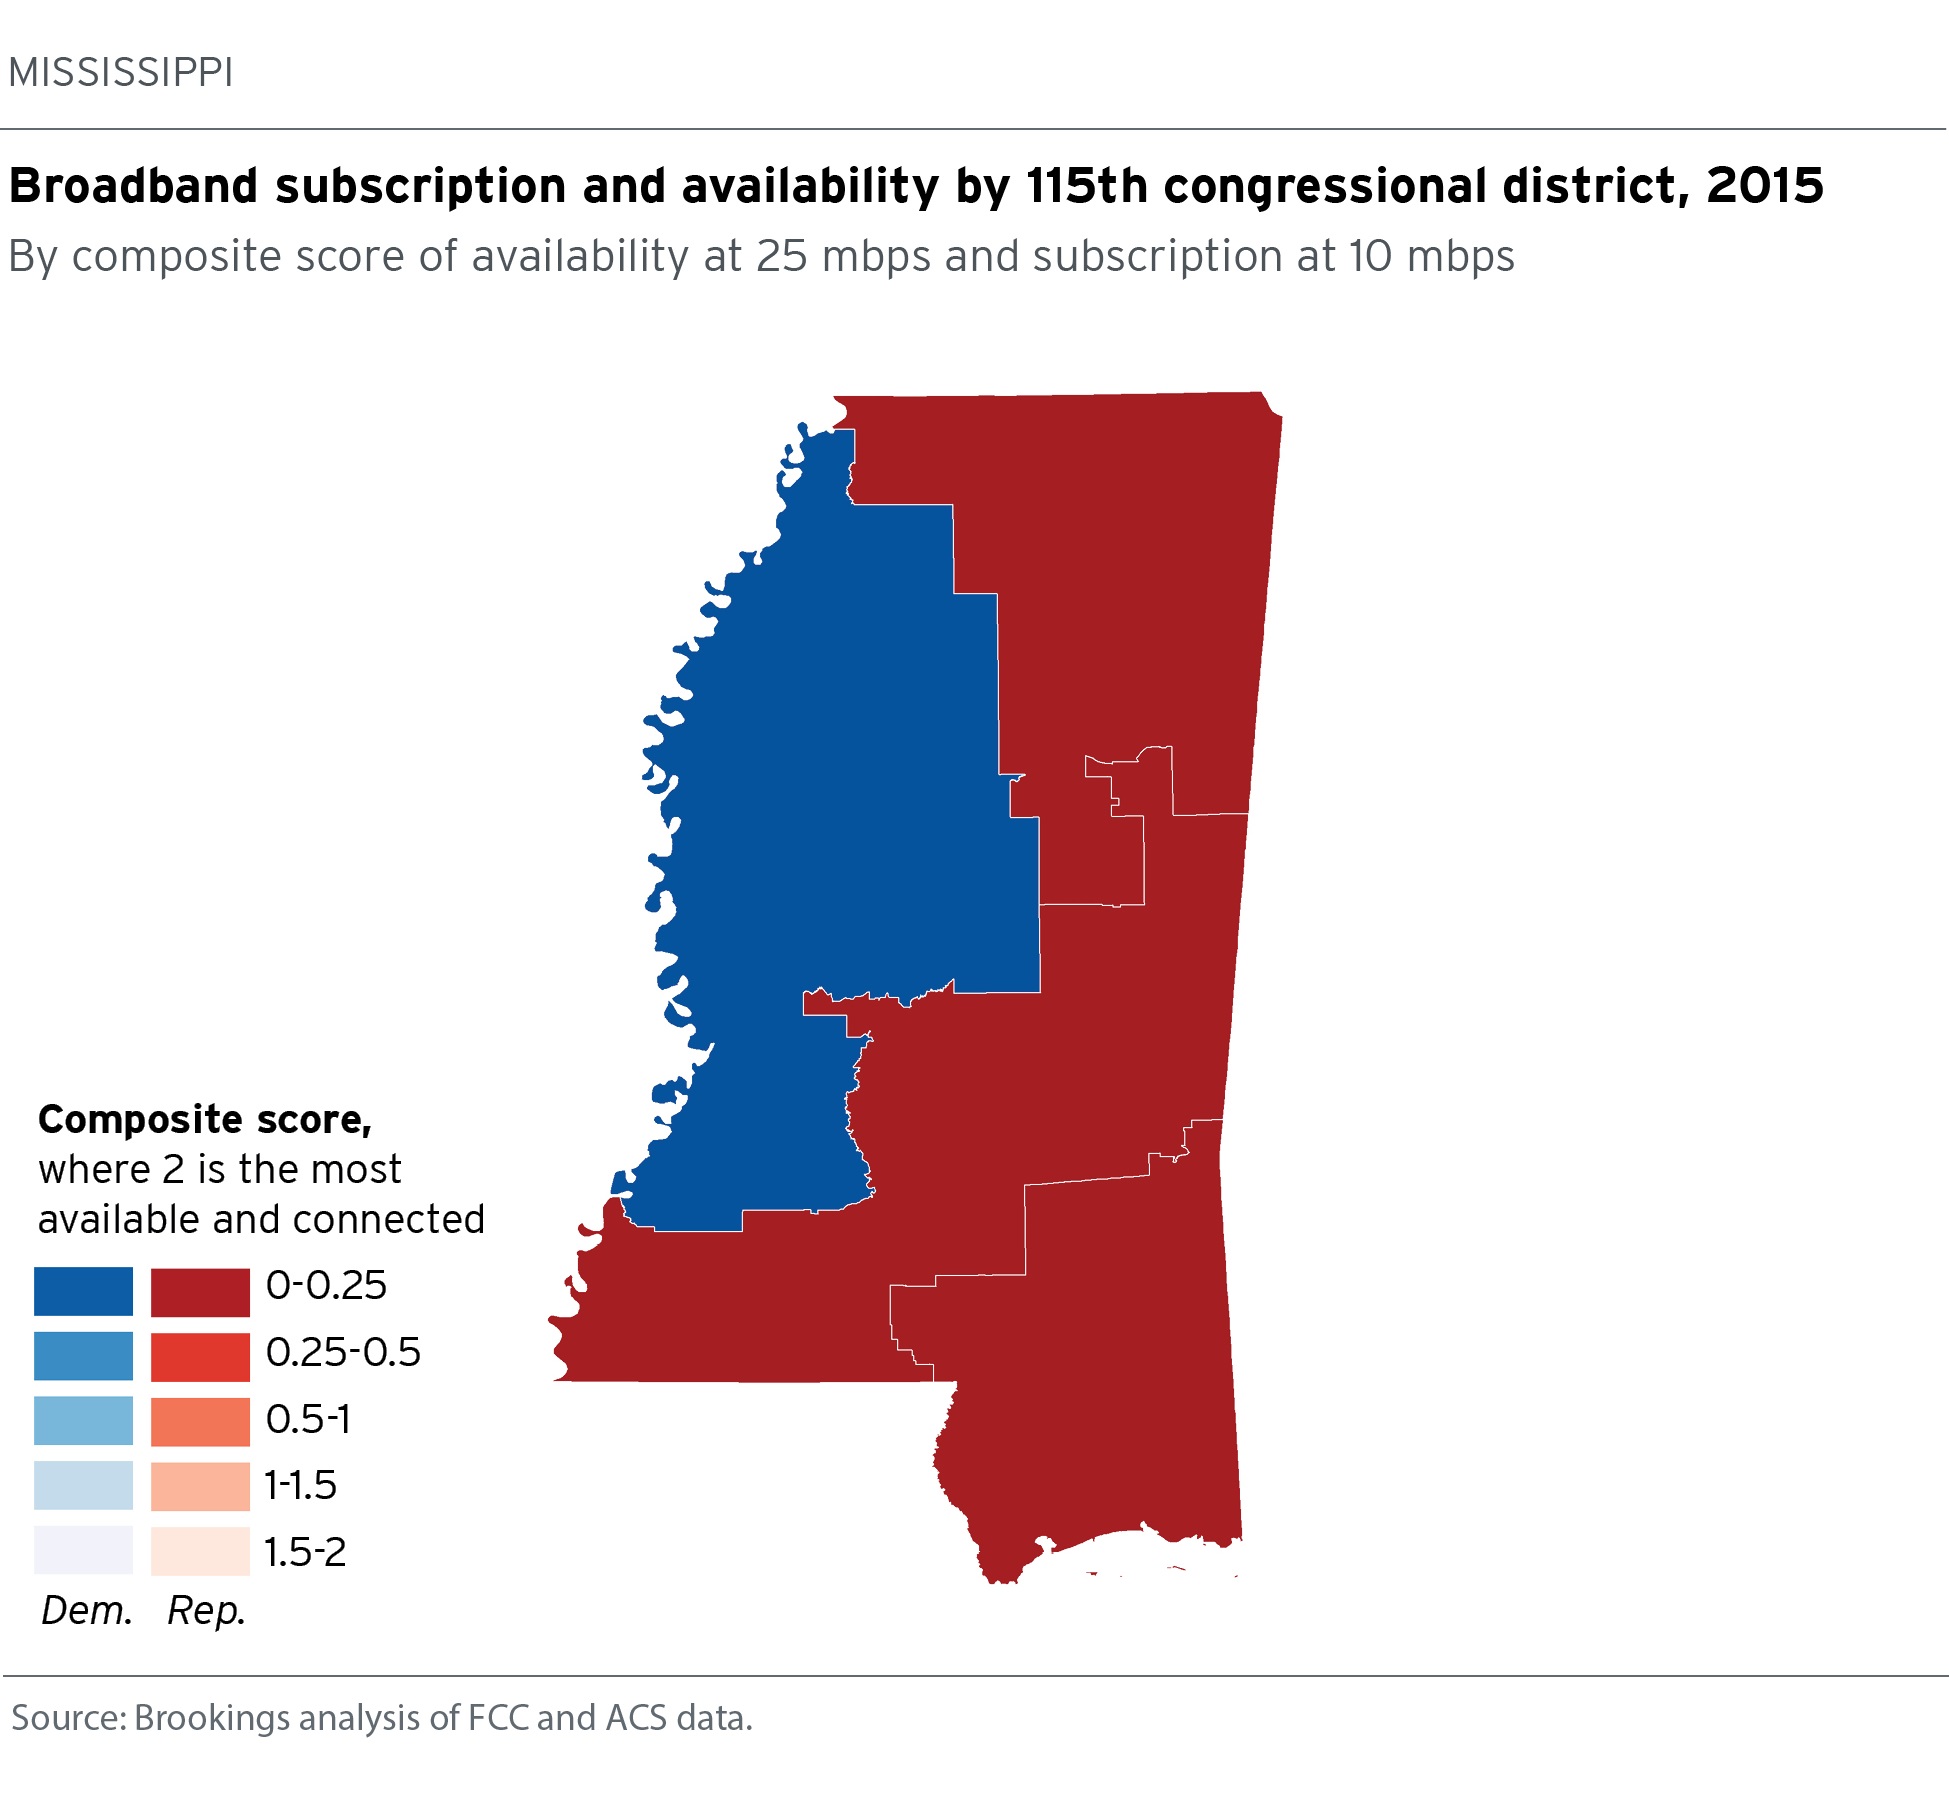 MISSISSIPPI
Broadband subscription and availability by 115th congressional district, 2015
By composite score of availability at 25 mbps and subscription at 10 mbps
Composite score,
where 2 is the most
available and connected
0-0.25
0.25-0.5
0.5-1
1-1.5
1.5-2
Dem. Rep.
Source: Brookings analysis of FCC and ACS data.